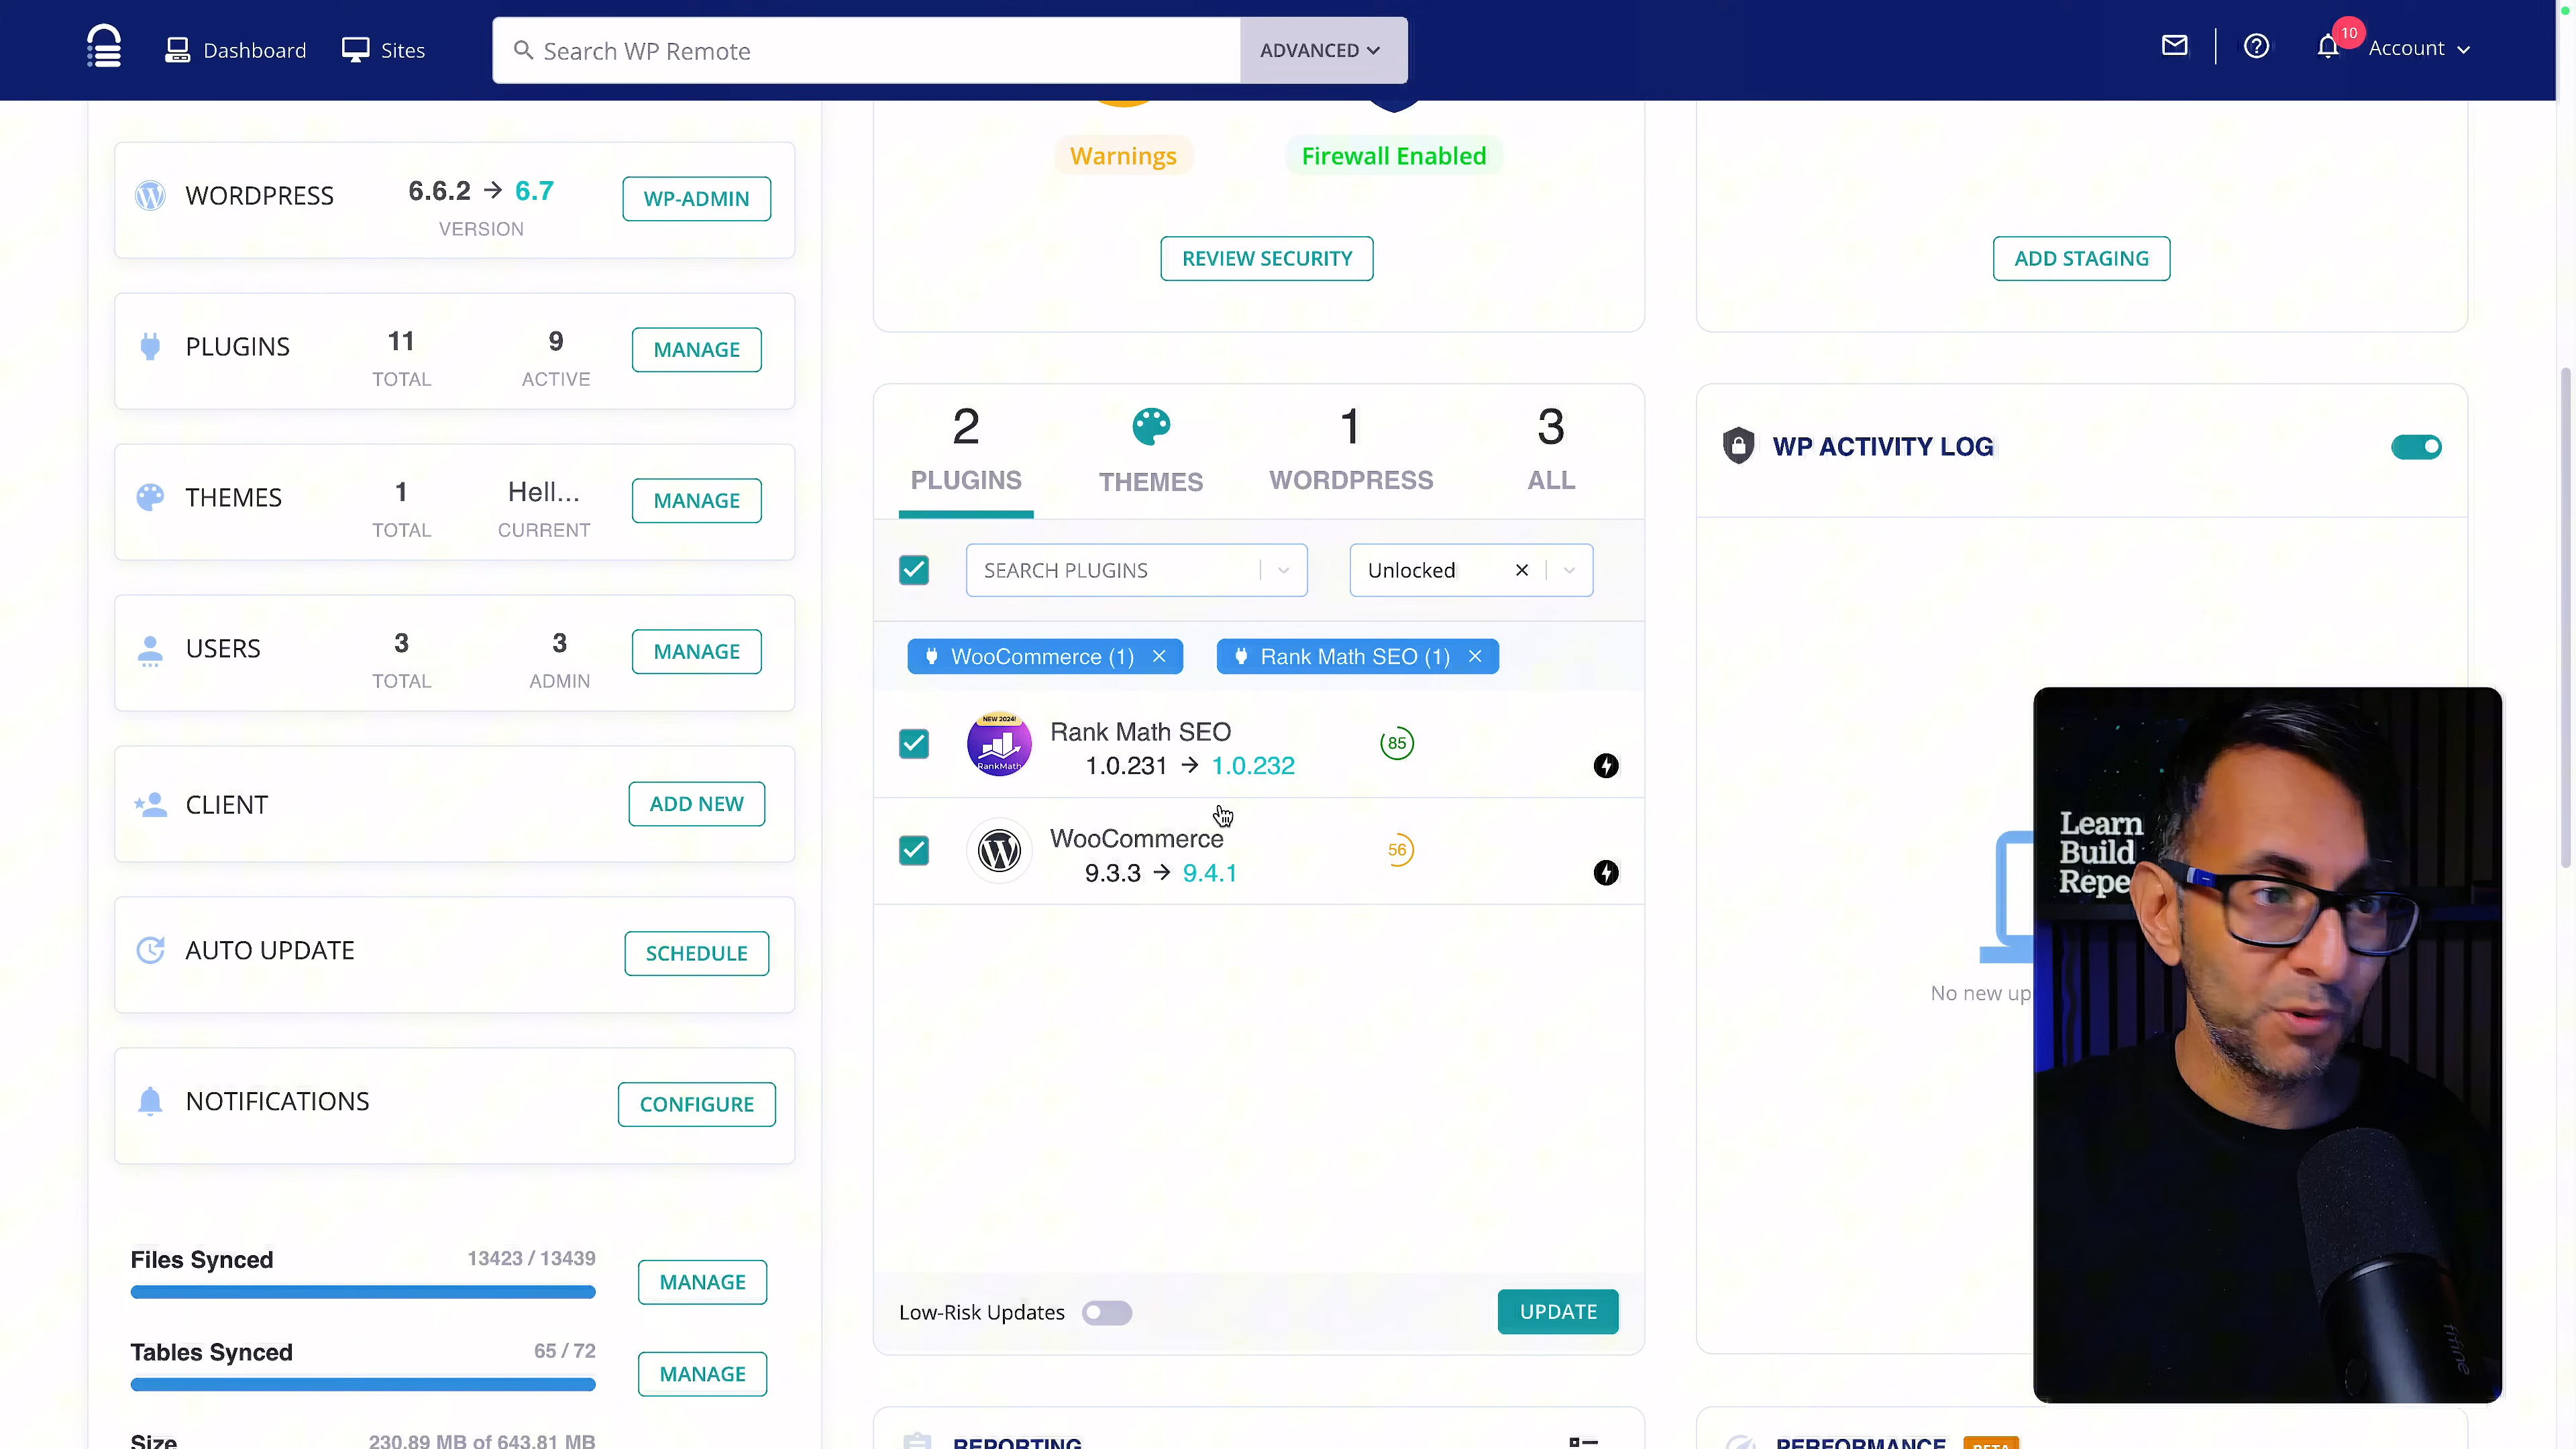 Dashboard
Sites
Search WP Remote
ADVANCED
10
Account
WORDPRESS
6.6.2 → 6.7
VERSION
WP-ADMIN
PLUGINS
11
TOTAL
9
ACTIVE
MANAGE
THEMES
1
TOTAL
Hell...
CURRENT
MANAGE
USERS
3
TOTAL
3
ADMIN
MANAGE
CLIENT
ADD NEW
AUTO UPDATE
SCHEDULE
NOTIFICATIONS
CONFIGURE
Files Synced
13423 / 13439
MANAGE
Tables Synced
65 / 72
MANAGE
Size
230.89 MB of 643.81 MB
Warnings
Firewall Enabled
REVIEW SECURITY
ADD STAGING
2
PLUGINS
THEMES
1
WORDPRESS
3
ALL
SEARCH PLUGINS
Unlocked
WooCommerce (1)
Rank Math SEO (1)
NEW 2024!
RankMath
Rank Math SEO
1.0.231 → 1.0.232
85
WooCommerce
9.3.3 → 9.4.1
56
Low-Risk Updates
UPDATE
REPORTING
WP ACTIVITY LOG
No new up
Learn
Build
Repe
fifine
PERFORMANCE
BETA